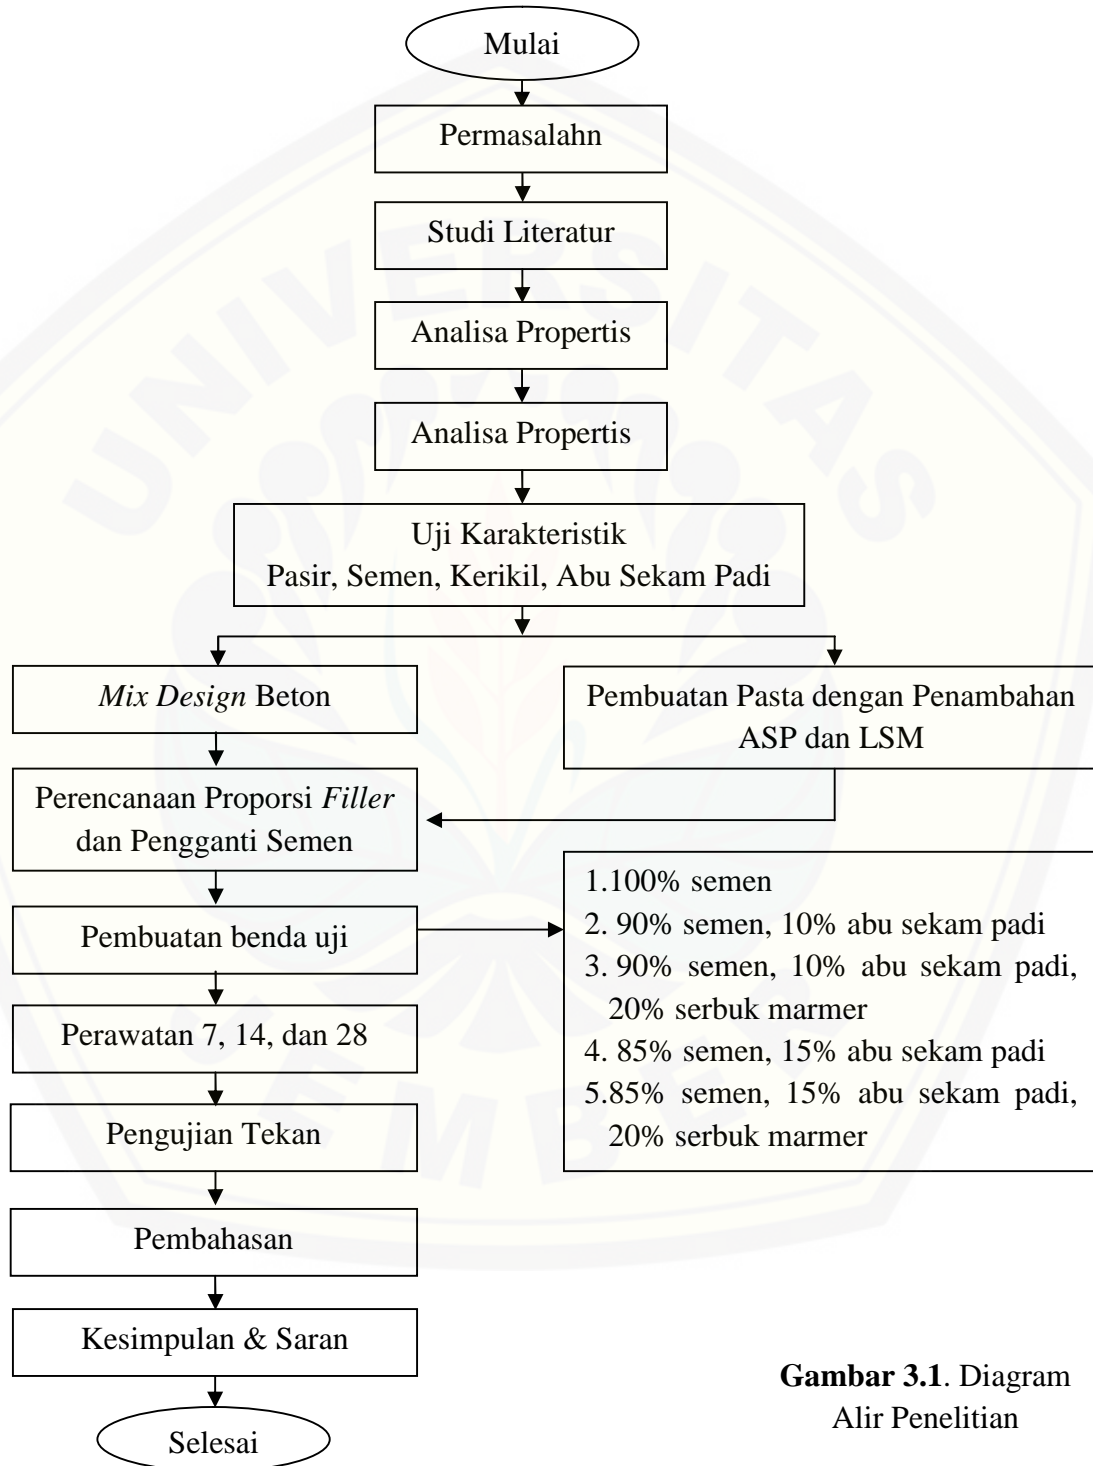 Mulai
Permasalahn
Studi Literatur
Analisa Propertis
Analisa Propertis
Uji Karakteristik
Pasir, Semen, Kerikil, Abu Sekam Padi
Mix Design Beton
Pembuatan Pasta dengan Penambahan
ASP dan LSM
Perencanaan Proporsi Filler
dan Pengganti Semen
Pembuatan benda uji
1.100% semen
2. 90% semen, 10% abu sekam padi
3. 90% semen, 10% abu sekam padi,
20% serbuk marmer
4. 85% semen, 15% abu sekam padi
5.85% semen, 15% abu sekam padi,
20% serbuk marmer
Perawatan 7, 14, dan 28
Pengujian Tekan
Pembahasan
Kesimpulan & Saran
Selesai
Gambar 3.1. Diagram
Alir Penelitian
UNIVERSITAS
JEMBER